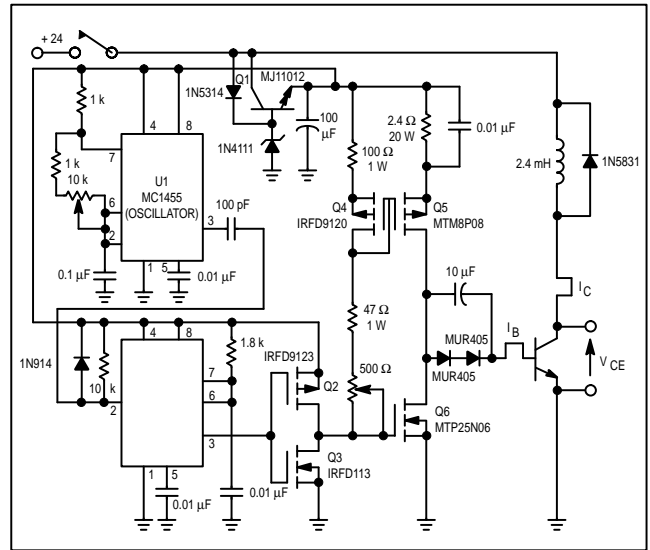 + 24
1 k
1N5314
Q1
MJ11012
100
µF
1N4111
2.4 Ω
20 W
0.01 µF
2.4 mH
1N5831
4
8
7
1 k
10 k
U1
MC1455
(OSCILLATOR)
6
2
3
100 pF
100 Ω
1 W
Q4
IRFD9120
Q5
MTM8P08
0.1 µF
1
5
0.01 µF
10 µF
I C
47 Ω
1 W
I B
4
8
1.8 k
IRFD9123
1N914
10 k
7
6
2
3
Q2
500 Ω
MUR405
MUR405
V CE
Q6
MTP25N06
Q3
IRFD113
1
5
0.01 µF
0.01 µF